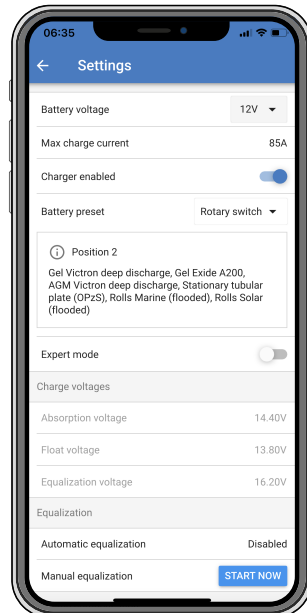 06:35
Settings
Battery voltage 12V
Max charge current 85A
Charger enabled
Battery preset Rotary switch
Position 2
Gel Victron deep discharge, Gel Exide A200,
AGM Victron deep discharge, Stationary tubular
plate (OPzS), Rolls Marine (flooded), Rolls Solar
(flooded)
Expert mode
Charge voltages
Absorption voltage 14.40V
Float voltage 13.80V
Equalization voltage 16.20V
Equalization
Automatic equalization Disabled
Manual equalization START NOW